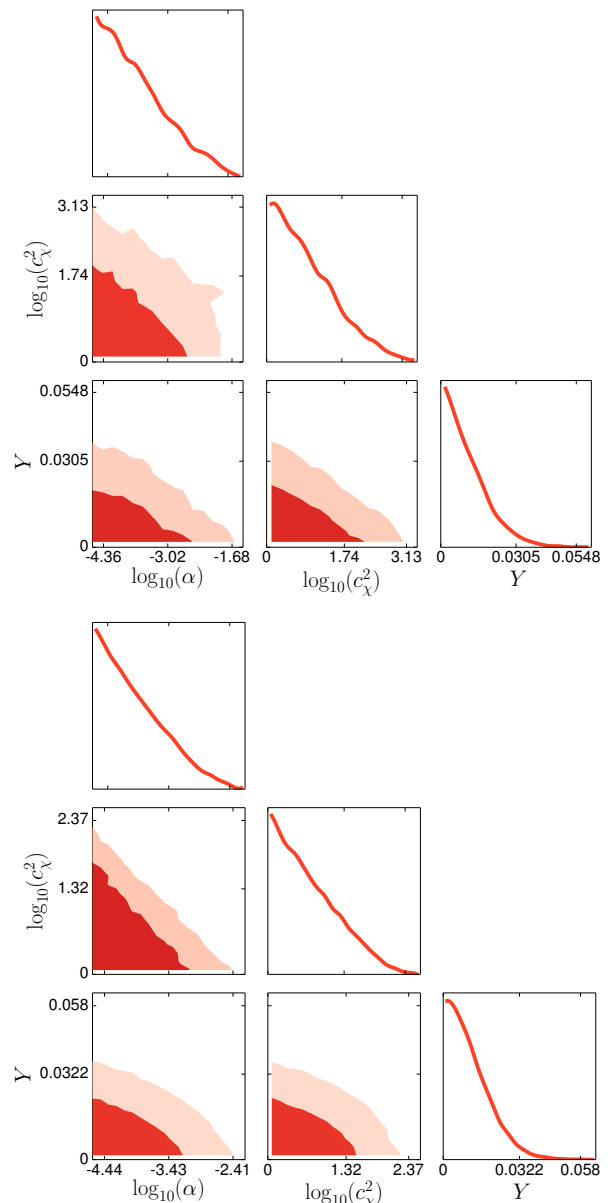 3.13
1.74
0
log₁₀(c²ᵪ)
0.0548
0.0305
0
Y
-4.36 -3.02 -1.68
0 1.74 3.13
0 0.0305 0.0548
log₁₀(α)
log₁₀(c²ᵪ)
Y
2.37
1.32
0
log₁₀(c²ᵪ)
0.058
0.0322
0
Y
-4.44 -3.43 -2.41
0 1.32 2.37
0 0.0322 0.058
log₁₀(α)
log₁₀(c²ᵪ)
Y